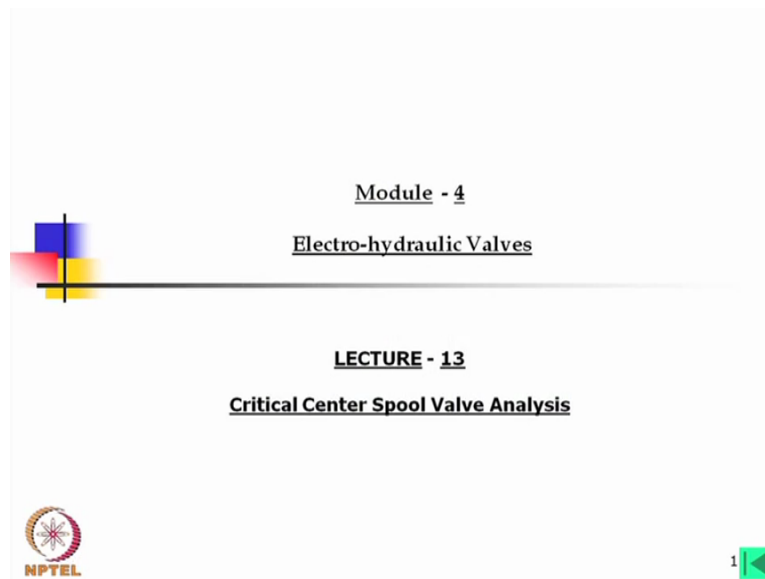 Module - 4
Electro-hydraulic Valves
LECTURE - 13
Critical Center Spool Valve Analysis
NPTEL
1